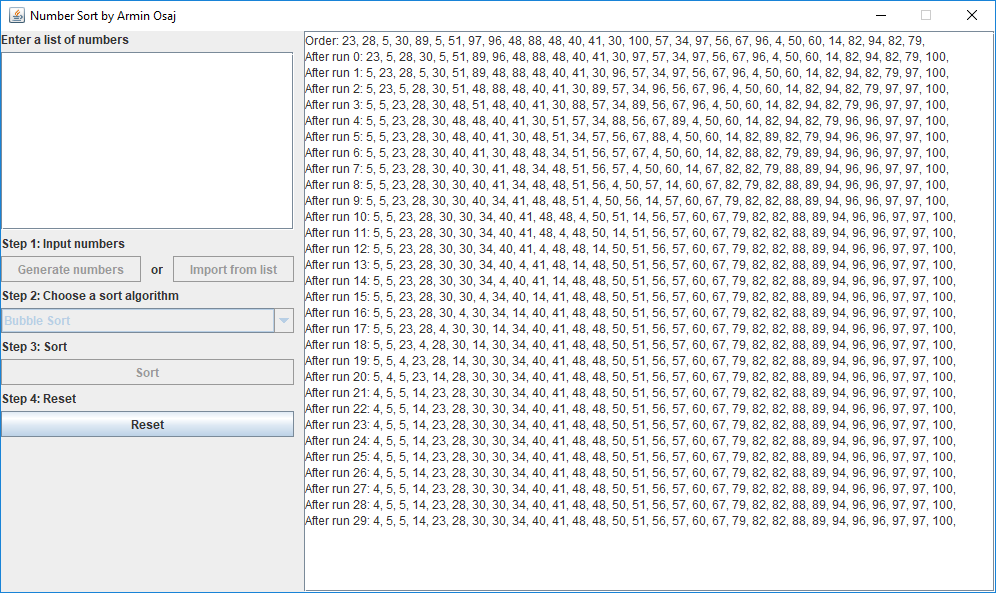 Number Sort by Armin Osaj
Enter a list of numbers
Step 1: Input numbers
Generate numbers or Import from list
Step 2: Choose a sort algorithm
Bubble Sort
Step 3: Sort
Sort
Step 4: Reset
Reset
Order: 23, 28, 5, 30, 89, 5, 51, 97, 96, 48, 88, 48, 40, 41, 30, 100, 57, 34, 97, 56, 67, 96, 4, 50, 60, 14, 82, 94, 82, 79,
After run 0: 23, 5, 28, 30, 5, 51, 89, 96, 48, 88, 48, 40, 41, 30, 97, 57, 34, 97, 56, 67, 96, 4, 50, 60, 14, 82, 94, 82, 79, 100,
After run 1: 5, 23, 28, 5, 30, 51, 89, 48, 88, 48, 40, 41, 30, 96, 57, 34, 97, 56, 67, 96, 4, 50, 60, 14, 82, 94, 82, 79, 97, 100,
After run 2: 5, 23, 5, 28, 30, 51, 48, 88, 48, 40, 41, 30, 89, 57, 34, 96, 56, 67, 96, 4, 50, 60, 14, 82, 94, 82, 79, 97, 97, 100,
After run 3: 5, 5, 23, 28, 30, 48, 51, 48, 40, 41, 30, 88, 57, 34, 89, 56, 67, 96, 4, 50, 60, 14, 82, 94, 82, 79, 96, 97, 97, 100,
After run 4: 5, 5, 23, 28, 30, 48, 48, 40, 41, 30, 51, 57, 34, 88, 56, 67, 89, 4, 50, 60, 14, 82, 94, 82, 79, 96, 96, 97, 97, 100,
After run 5: 5, 5, 23, 28, 30, 48, 40, 41, 30, 48, 51, 34, 57, 56, 67, 88, 4, 50, 60, 14, 82, 89, 82, 79, 94, 96, 96, 97, 97, 100,
After run 6: 5, 5, 23, 28, 30, 40, 41, 30, 48, 48, 34, 51, 56, 57, 67, 4, 50, 60, 14, 82, 88, 82, 79, 89, 94, 96, 96, 97, 97, 100,
After run 7: 5, 5, 23, 28, 30, 40, 30, 41, 48, 34, 48, 51, 56, 57, 4, 50, 60, 14, 67, 82, 82, 79, 88, 89, 94, 96, 96, 97, 97, 100,
After run 8: 5, 5, 23, 28, 30, 30, 40, 41, 34, 48, 48, 51, 56, 4, 50, 57, 14, 60, 67, 82, 79, 82, 88, 89, 94, 96, 96, 97, 97, 100,
After run 9: 5, 5, 23, 28, 30, 30, 40, 34, 41, 48, 48, 51, 4, 50, 56, 14, 57, 60, 67, 79, 82, 82, 88, 89, 94, 96, 96, 97, 97, 100,
After run 10: 5, 5, 23, 28, 30, 30, 34, 40, 41, 48, 48, 4, 50, 51, 14, 56, 57, 60, 67, 79, 82, 82, 88, 89, 94, 96, 96, 97, 97, 100,
After run 11: 5, 5, 23, 28, 30, 30, 34, 40, 41, 48, 4, 48, 50, 14, 51, 56, 57, 60, 67, 79, 82, 82, 88, 89, 94, 96, 96, 97, 97, 100,
After run 12: 5, 5, 23, 28, 30, 30, 34, 40, 41, 4, 48, 48, 14, 50, 51, 56, 57, 60, 67, 79, 82, 82, 88, 89, 94, 96, 96, 97, 97, 100,
After run 13: 5, 5, 23, 28, 30, 30, 34, 40, 4, 41, 48, 14, 48, 50, 51, 56, 57, 60, 67, 79, 82, 82, 88, 89, 94, 96, 96, 97, 97, 100,
After run 14: 5, 5, 23, 28, 30, 30, 34, 4, 40, 41, 14, 48, 48, 50, 51, 56, 57, 60, 67, 79, 82, 82, 88, 89, 94, 96, 96, 97, 97, 100,
After run 15: 5, 5, 23, 28, 30, 30, 4, 34, 40, 14, 41, 48, 48, 50, 51, 56, 57, 60, 67, 79, 82, 82, 88, 89, 94, 96, 96, 97, 97, 100,
After run 16: 5, 5, 23, 28, 30, 4, 30, 34, 14, 40, 41, 48, 48, 50, 51, 56, 57, 60, 67, 79, 82, 82, 88, 89, 94, 96, 96, 97, 97, 100,
After run 17: 5, 5, 23, 28, 4, 30, 30, 14, 34, 40, 41, 48, 48, 50, 51, 56, 57, 60, 67, 79, 82, 82, 88, 89, 94, 96, 96, 97, 97, 100,
After run 18: 5, 5, 23, 4, 28, 30, 14, 30, 34, 40, 41, 48, 48, 50, 51, 56, 57, 60, 67, 79, 82, 82, 88, 89, 94, 96, 96, 97, 97, 100,
After run 19: 5, 5, 4, 23, 28, 14, 30, 30, 34, 40, 41, 48, 48, 50, 51, 56, 57, 60, 67, 79, 82, 82, 88, 89, 94, 96, 96, 97, 97, 100,
After run 20: 5, 4, 5, 23, 14, 28, 30, 30, 34, 40, 41, 48, 48, 50, 51, 56, 57, 60, 67, 79, 82, 82, 88, 89, 94, 96, 96, 97, 97, 100,
After run 21: 4, 5, 5, 14, 23, 28, 30, 30, 34, 40, 41, 48, 48, 50, 51, 56, 57, 60, 67, 79, 82, 82, 88, 89, 94, 96, 96, 97, 97, 100,
After run 22: 4, 5, 5, 14, 23, 28, 30, 30, 34, 40, 41, 48, 48, 50, 51, 56, 57, 60, 67, 79, 82, 82, 88, 89, 94, 96, 96, 97, 97, 100,
After run 23: 4, 5, 5, 14, 23, 28, 30, 30, 34, 40, 41, 48, 48, 50, 51, 56, 57, 60, 67, 79, 82, 82, 88, 89, 94, 96, 96, 97, 97, 100,
After run 24: 4, 5, 5, 14, 23, 28, 30, 30, 34, 40, 41, 48, 48, 50, 51, 56, 57, 60, 67, 79, 82, 82, 88, 89, 94, 96, 96, 97, 97, 100,
After run 25: 4, 5, 5, 14, 23, 28, 30, 30, 34, 40, 41, 48, 48, 50, 51, 56, 57, 60, 67, 79, 82, 82, 88, 89, 94, 96, 96, 97, 97, 100,
After run 26: 4, 5, 5, 14, 23, 28, 30, 30, 34, 40, 41, 48, 48, 50, 51, 56, 57, 60, 67, 79, 82, 82, 88, 89, 94, 96, 96, 97, 97, 100,
After run 27: 4, 5, 5, 14, 23, 28, 30, 30, 34, 40, 41, 48, 48, 50, 51, 56, 57, 60, 67, 79, 82, 82, 88, 89, 94, 96, 96, 97, 97, 100,
After run 28: 4, 5, 5, 14, 23, 28, 30, 30, 34, 40, 41, 48, 48, 50, 51, 56, 57, 60, 67, 79, 82, 82, 88, 89, 94, 96, 96, 97, 97, 100,
After run 29: 4, 5, 5, 14, 23, 28, 30, 30, 34, 40, 41, 48, 48, 50, 51, 56, 57, 60, 67, 79, 82, 82, 88, 89, 94, 96, 96, 97, 97, 100,